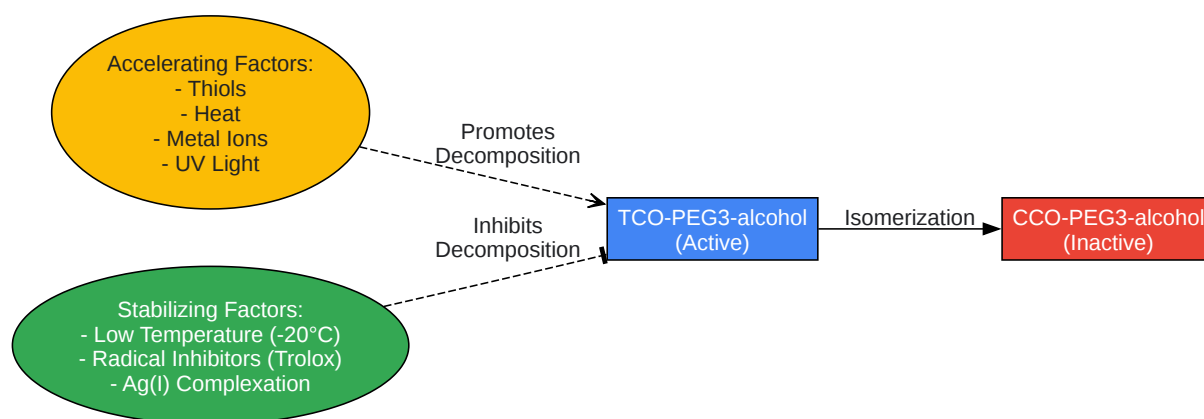 Accelerating Factors:
- Thiols
- Heat
- Metal Ions
- UV Light
Promotes
Decomposition
Inhibits
Decomposition
TCO-PEG3-alcohol
(Active)
Isomerization
CCO-PEG3-alcohol
(Inactive)
Stabilizing Factors:
- Low Temperature (-20°C)
- Radical Inhibitors (Trolox)
- Ag(I) Complexation